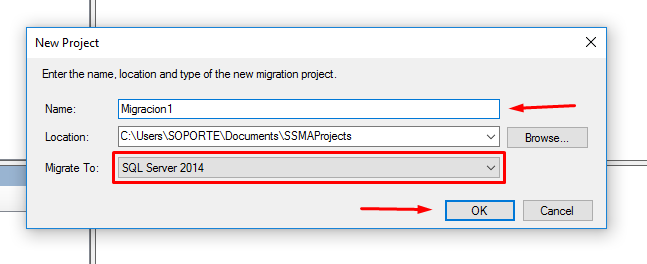 New Project
Enter the name, location and type of the new migration project.
Name: Migracion1
Location: C:\Users\SOPORTE\Documents\SSMAProjects Browse...
Migrate To: SQL Server 2014
OK Cancel